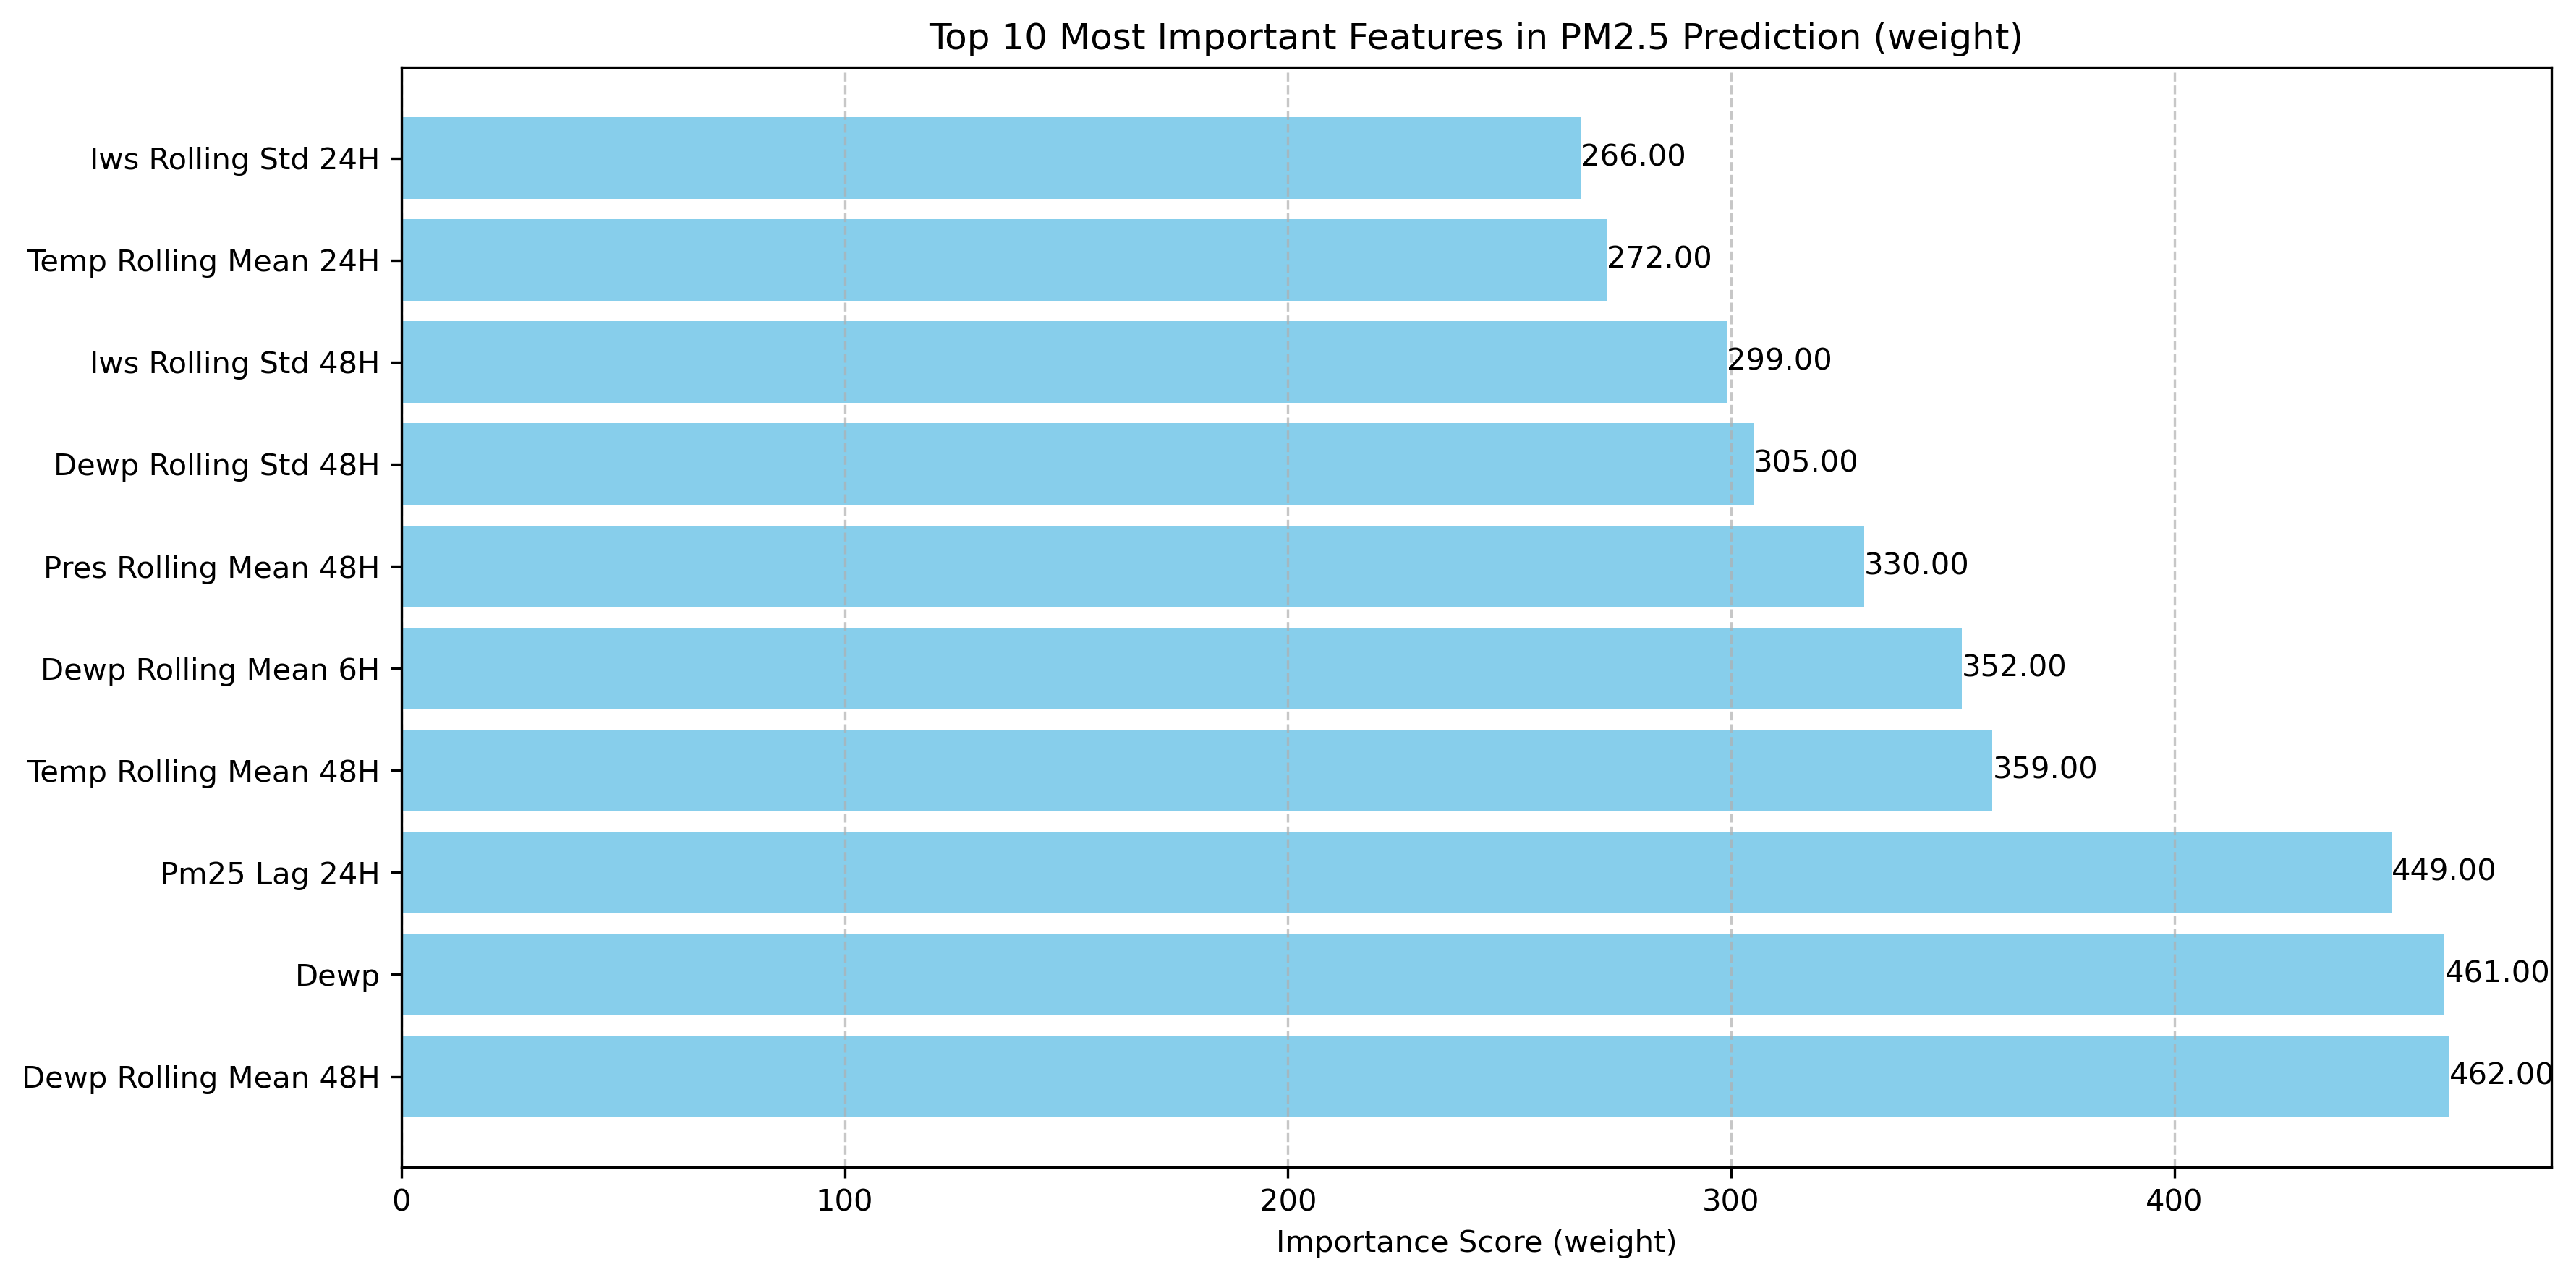 Top 10 Most Important Features in PM2.5 Prediction (weight)
Iws Rolling Std 24H
266.00
Temp Rolling Mean 24H
272.00
Iws Rolling Std 48H
299.00
Dewp Rolling Std 48H
305.00
Pres Rolling Mean 48H
330.00
Dewp Rolling Mean 6H
352.00
Temp Rolling Mean 48H
359.00
Pm25 Lag 24H
449.00
Dewp
461.00
Dewp Rolling Mean 48H
462.00
0 100 200 300 400
Importance Score (weight)